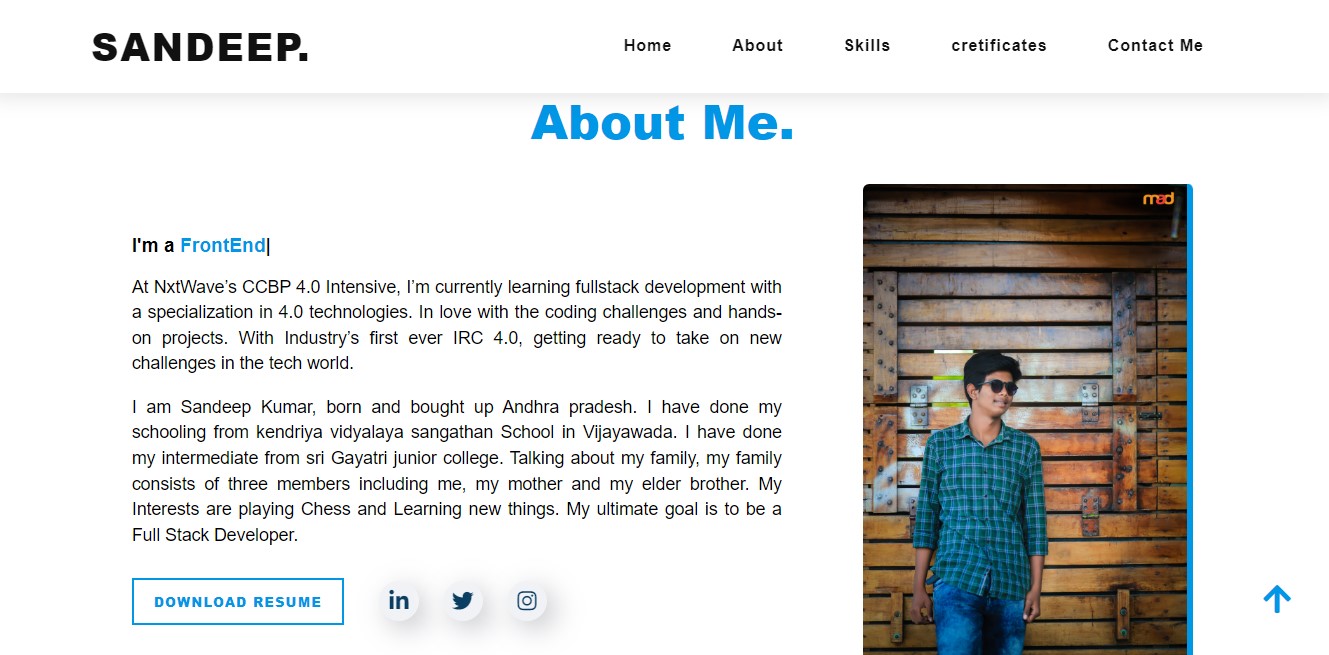 SANDEEP.
Home
About
Skills
cretificates
Contact Me
About Me.
mad
I'm a FrontEnd|
At NxtWave’s CCBP 4.0 Intensive, I’m currently learning fullstack development with
a specialization in 4.0 technologies. In love with the coding challenges and hands-
on projects. With Industry’s first ever IRC 4.0, getting ready to take on new
challenges in the tech world.
I am Sandeep Kumar, born and bought up Andhra pradesh. I have done my
schooling from kendriya vidyalaya sangathan School in Vijayawada. I have done
my intermediate from sri Gayatri junior college. Talking about my family, my family
consists of three members including me, my mother and my elder brother. My
Interests are playing Chess and Learning new things. My ultimate goal is to be a
Full Stack Developer.
DOWNLOAD RESUME
in